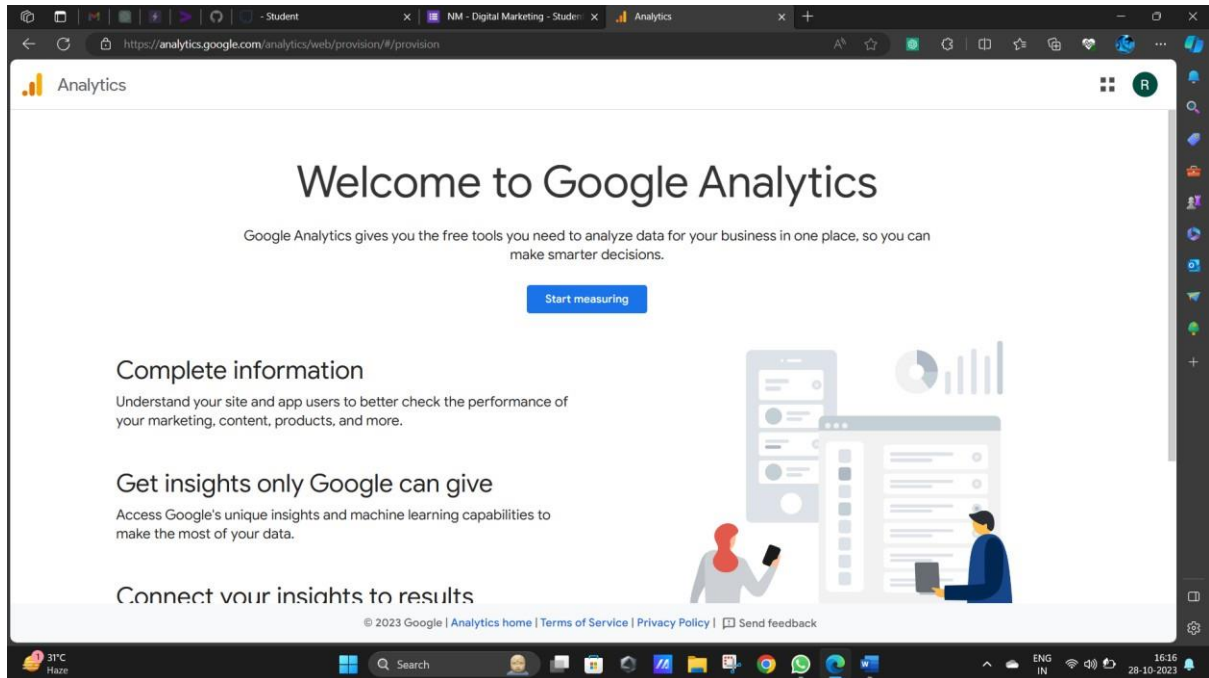 - Student
NM - Digital Marketing - Studen
Analytics
https://analytics.google.com/analytics/web/provision/#/provision
Analytics
R
Welcome to Google Analytics
Google Analytics gives you the free tools you need to analyze data for your business in one place, so you can
make smarter decisions.
Start measuring
Complete information
Understand your site and app users to better check the performance of
your marketing, content, products, and more.
Get insights only Google can give
Access Google's unique insights and machine learning capabilities to
make the most of your data.
Connect your insights to results
© 2023 Google | Analytics home | Terms of Service | Privacy Policy | Send feedback
1
31°C
Haze
Search
ENG
IN
16:16
28-10-2023